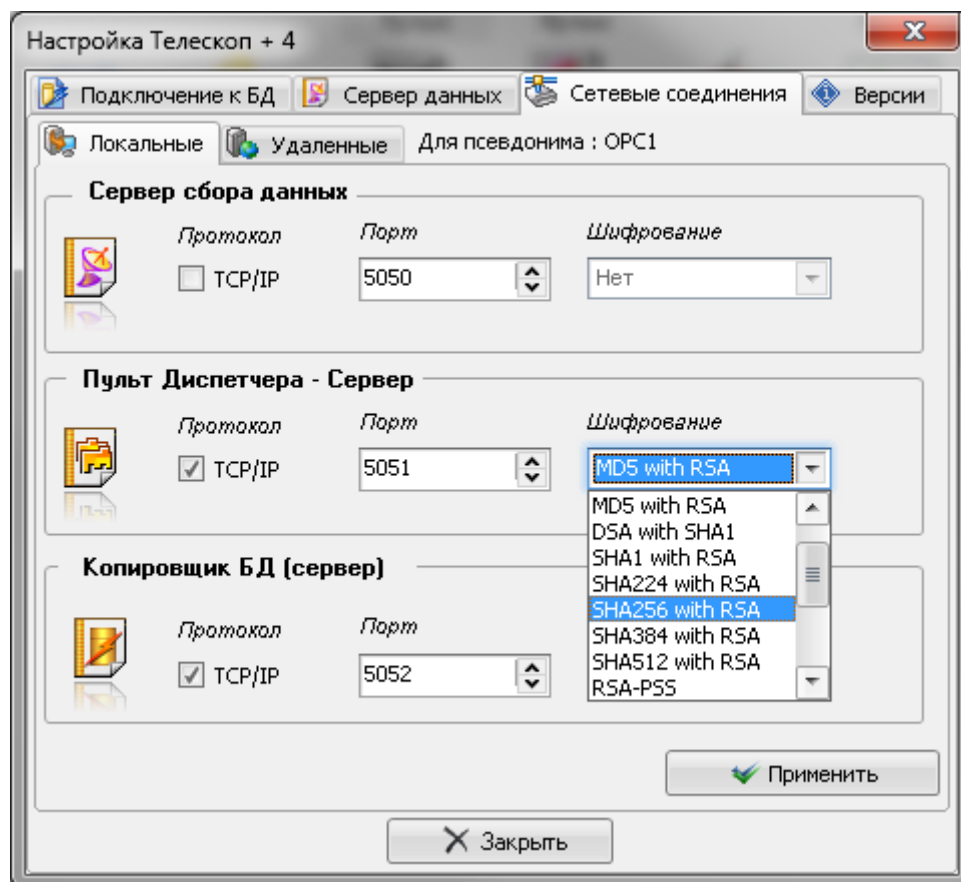 Настройка Телескоп + 4
Подключение к БД Сервер данных Сетевые соединения Версии
Локальные Удаленные Для псевдонима : OPC1
Сервер сбора данных
Протокол Порт Шифрование
TCP/IP 5050 Нет
Пульт Диспетчера - Сервер
Протокол Порт Шифрование
TCP/IP 5051 MD5 with RSA
MD5 with RSA
DSA with SHA1
SHA1 with RSA
SHA224 with RSA
SHA256 with RSA
SHA384 with RSA
SHA512 with RSA
RSA-PSS
Копировщик БД (сервер)
Протокол Порт
TCP/IP 5052
Применить
Закрыть